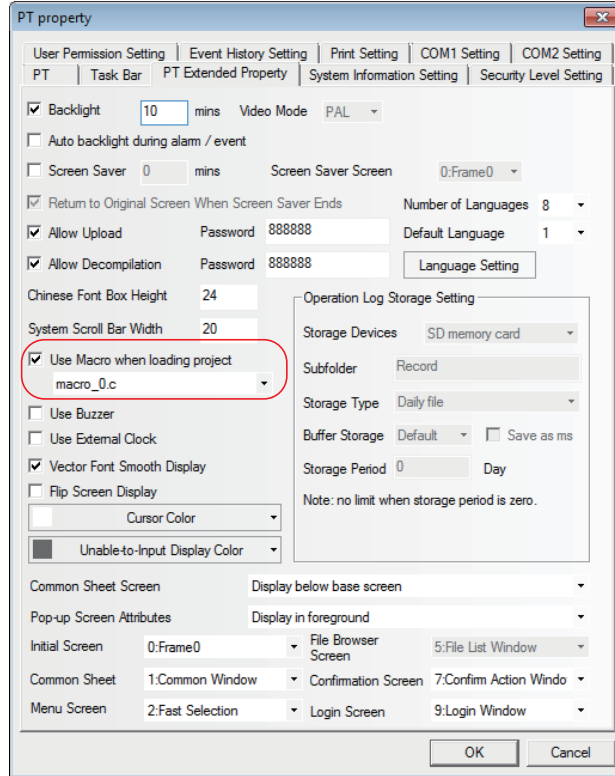 PT property
User Permission Setting Event History Setting Print Setting COM1 Setting COM2 Setting
PT Task Bar PT Extended Property System Information Setting Security Level Setting
Backlight 10 mins Video Mode PAL
Auto backlight during alarm / event
Screen Saver 0 mins Screen Saver Screen 0:Frame0
Return to Original Screen When Screen Saver Ends Number of Languages 8
Allow Upload Password 888888 Default Language 1
Allow Decompilation Password 888888 Language Setting
Chinese Font Box Height 24 Operation Log Storage Setting
System Scroll Bar Width 20 Storage Devices SD memory card
Use Macro when loading project Subfolder Record
macro_0.c Storage Type Daily file
Use Buzzer Buffer Storage Default Save as ms
Use External Clock
Vector Font Smooth Display Storage Period 0 Day
Flip Screen Display Note: no limit when storage period is zero.
Cursor Color
Unable-to-Input Display Color
Common Sheet Screen Display below base screen
Pop-up Screen Attributes Display in foreground
Initial Screen 0:Frame0 File Browser Screen 5:File List Window
Common Sheet 1:Common Window Confirmation Screen 7:Confirm Action Windo
Menu Screen 2:Fast Selection Login Screen 9:Login Window
OK Cancel